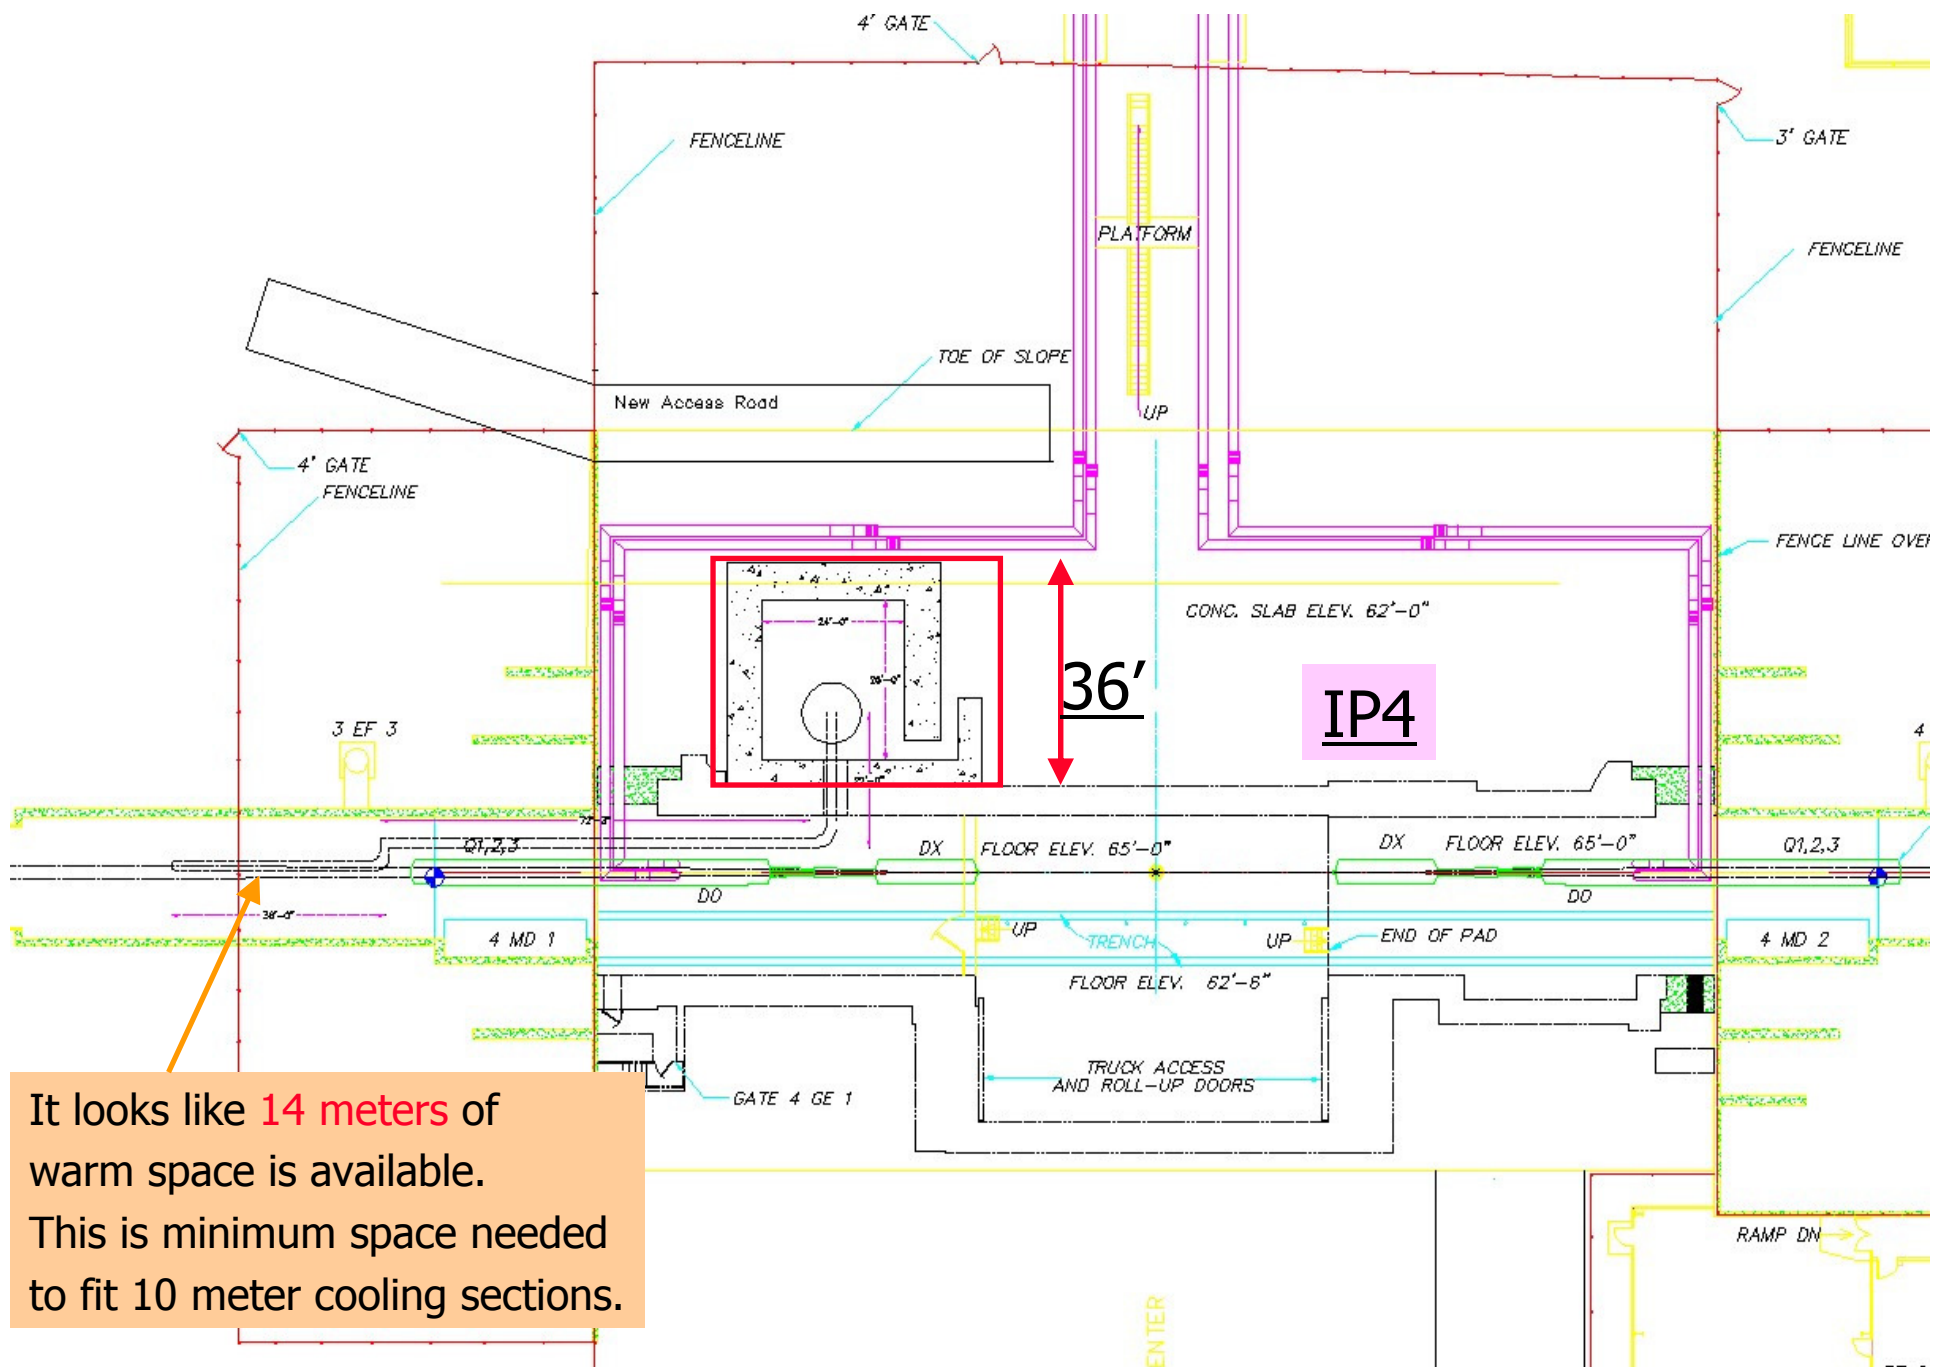 4' GATE
FENCELINE
3' GATE
PLATFORM
FENCELINE
TOE OF SLOPE
New Access Road
UP
4' GATE
FENCELINE
FENCE LINE OVER
CONC. SLAB ELEV. 62'-0"
36'
IP4
3 EF 3
4
Q1,2,3
DX
FLOOR ELEV. 65'-0"
DX
FLOOR ELEV. 65'-0"
Q1,2,3
DO
DO
4 MD 1
UP
TRENCH
UP
END OF PAD
4 MD 2
FLOOR ELEV. 62'-6"
TRUCK ACCESS
AND ROLL-UP DOORS
GATE 4 GE 1
It looks like 14 meters of
warm space is available.
This is minimum space needed
to fit 10 meter cooling sections.
RAMP DN
ENTER